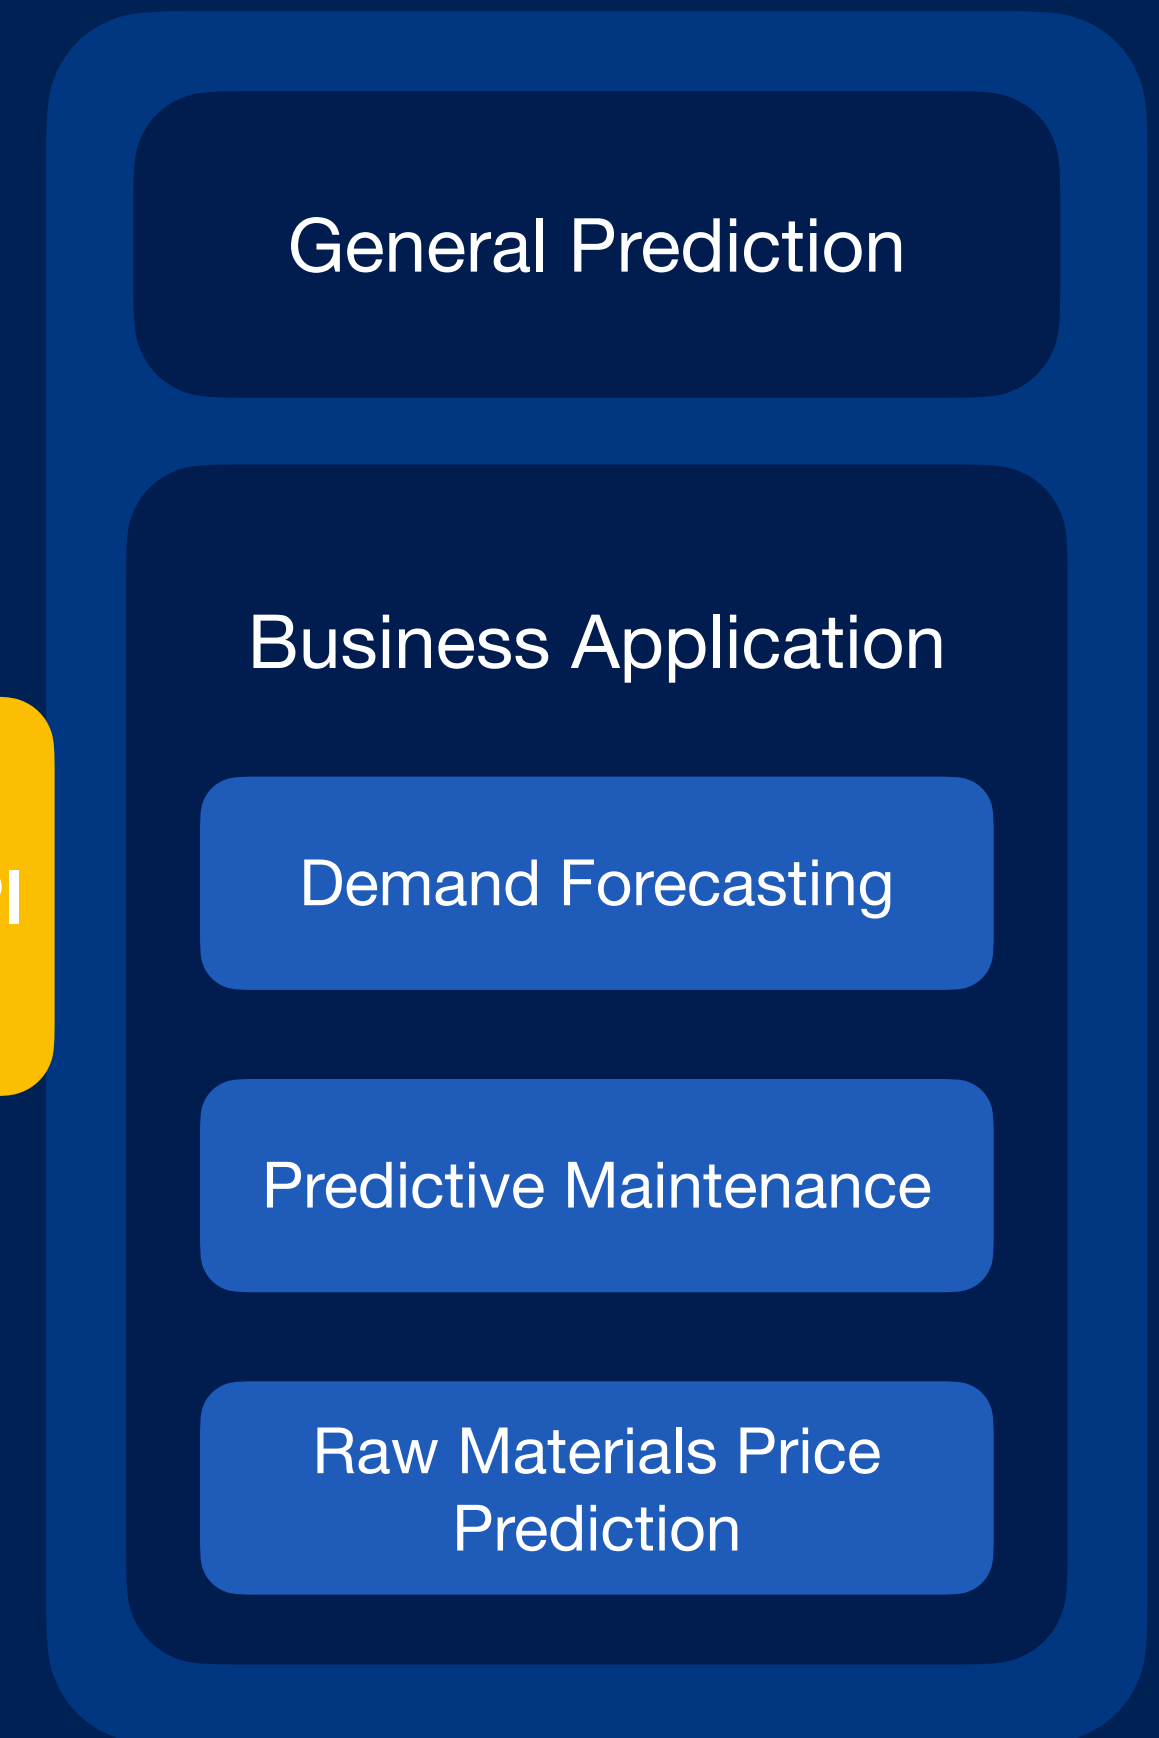 General Prediction
Business Application
Demand Forecasting
Predictive Maintenance
Raw Materials Price
Prediction